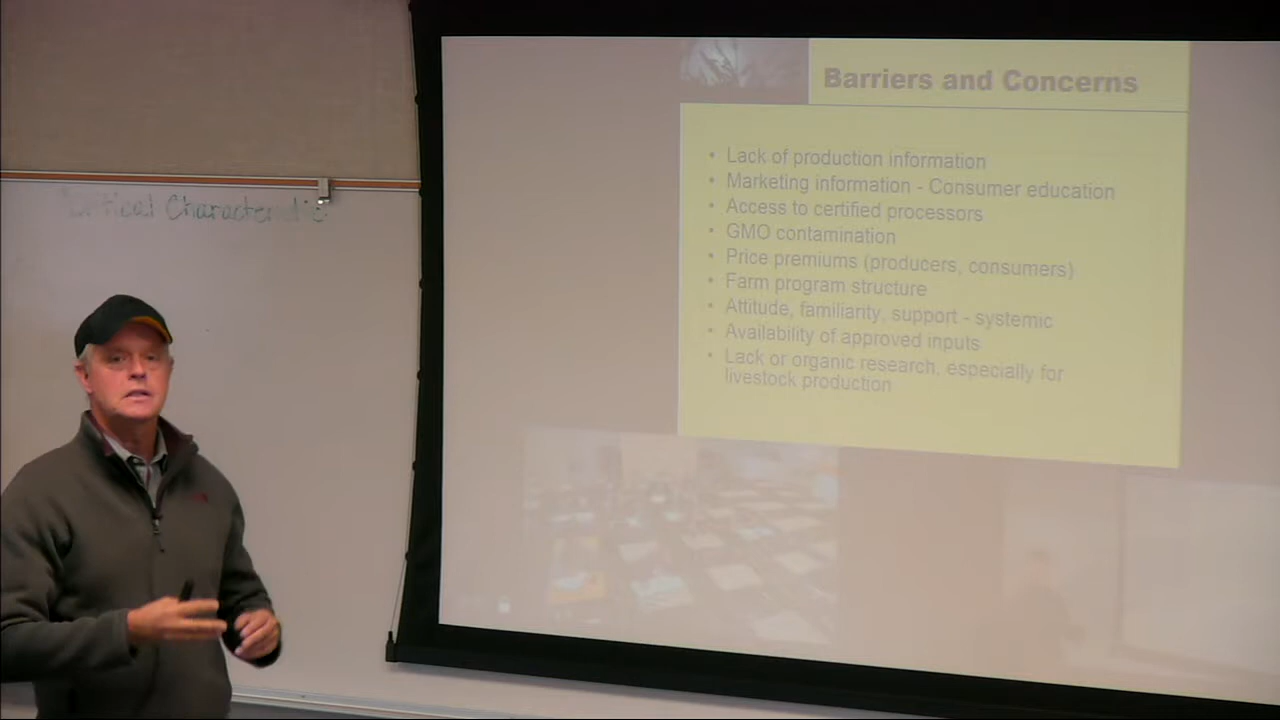 Critical Characteristic
Barriers and Concerns
• Lack of production information
• Marketing information - Consumer education
• Access to certified processors
• GMO contamination
• Price premiums (producers, consumers)
• Farm program structure
• Attitude, familiarity, support - systemic
• Availability of approved inputs
• Lack or organic research, especially for
livestock production